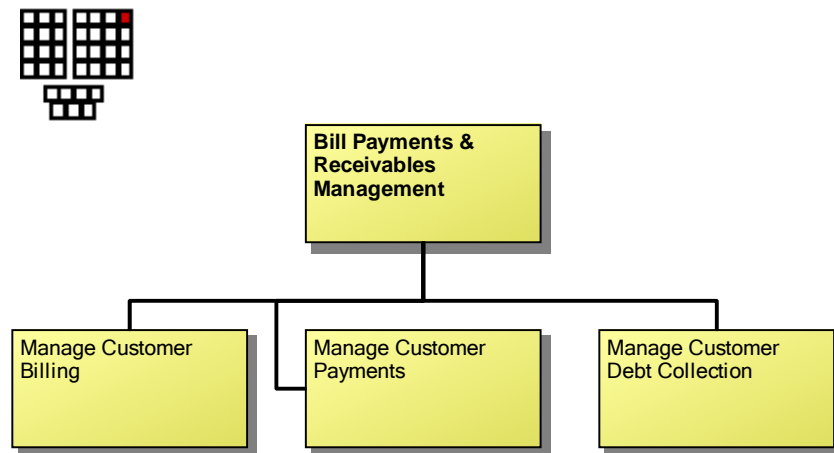 Bill Payments &
Receivables
Management
Manage Customer
Billing
Manage Customer
Payments
Manage Customer
Debt Collection